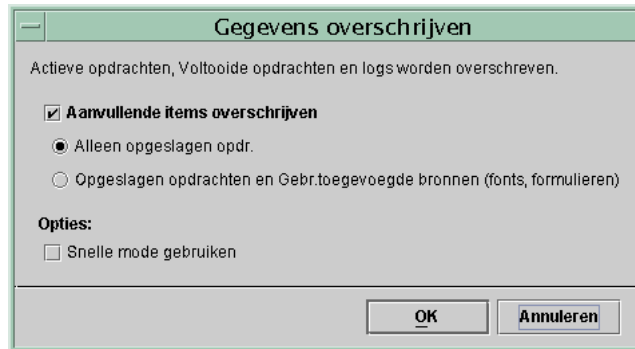 Gegevens overschrijven
Actieve opdrachten, Voltooide opdrachten en logs worden overschreven.
Aanvullende items overschrijven
Alleen opgeslagen opdr.
Opgeslagen opdrachten en Gebr.toegevoegde bronnen (fonts, formulieren)
Opties:
Snelle mode gebruiken
OK Annuleren